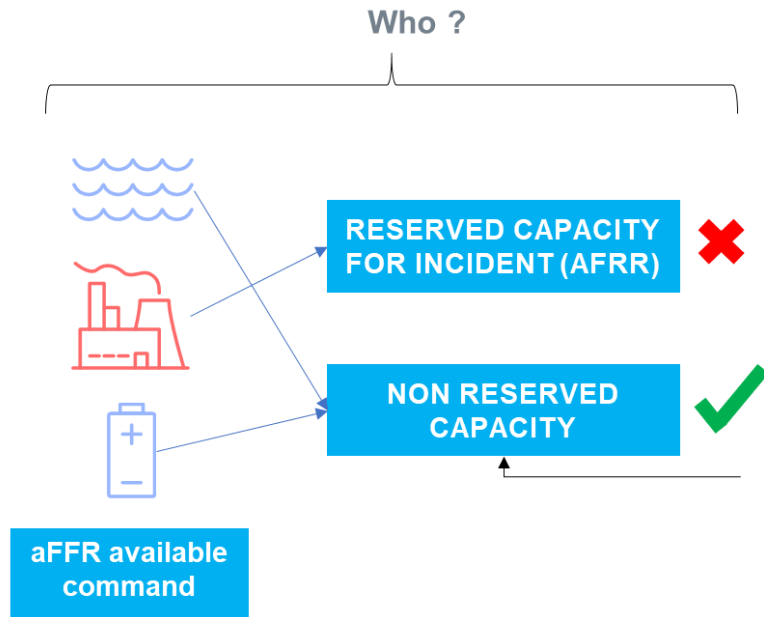 Who ?
RESERVED CAPACITY
FOR INCIDENT (AFRR)
NON RESERVED
CAPACITY
aFFR available
command